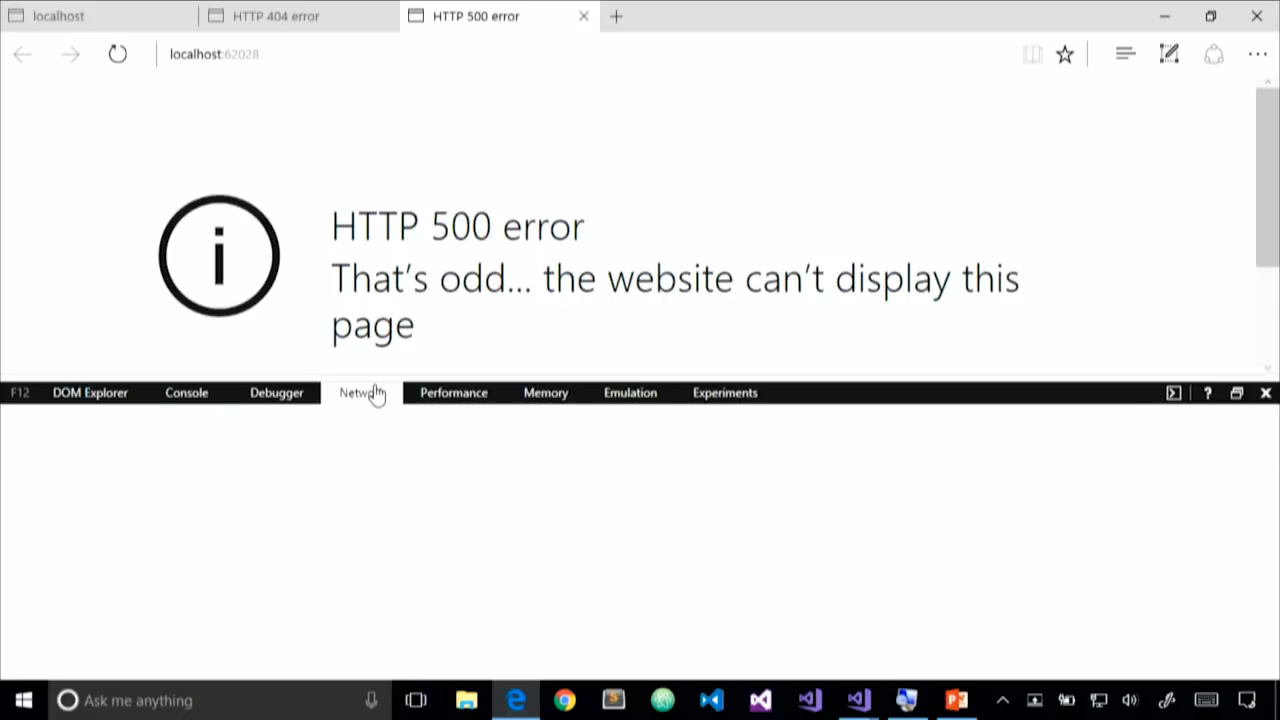 localhost
HTTP 404 error
HTTP 500 error
localhost:62028
HTTP 500 error
That's odd... the website can't display this
page
F12
DOM Explorer
Console
Debugger
Network
Performance
Memory
Emulation
Experiments
?
Ask me anything